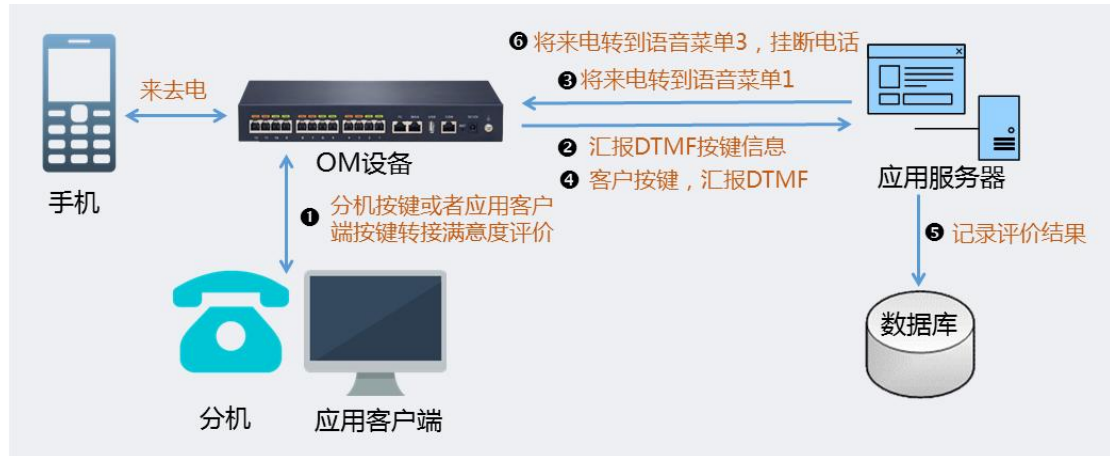 ❻ 将来电转到语音菜单3，挂断电话
来去电
❸ 将来电转到语音菜单1
❷ 汇报DTMF按键信息
OM设备
❹ 客户按键，汇报DTMF
应用服务器
手机
❶ 分机按键或者应用客户
端按键转接满意度评价
❺ 记录评价结果
数据库
分机
应用客户端